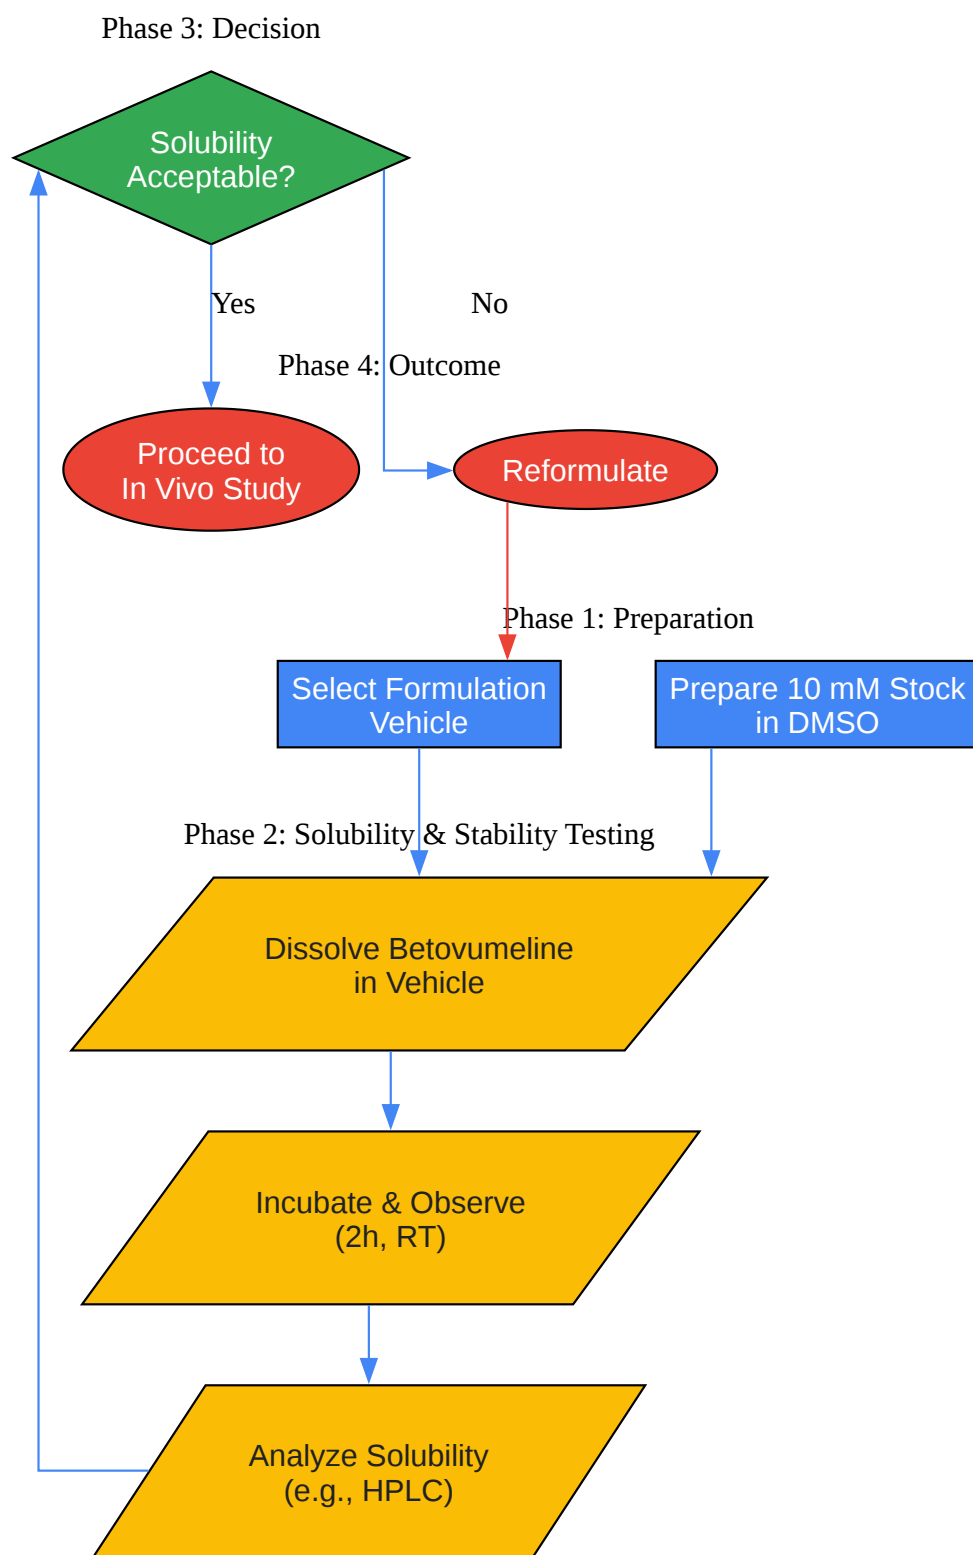 Phase 3: Decision
Solubility
Acceptable?
Yes
No
Phase 4: Outcome
Proceed to
In Vivo Study
Reformulate
Phase 1: Preparation
Select Formulation
Vehicle
Prepare 10 mM Stock
in DMSO
Phase 2: Solubility & Stability Testing
Dissolve Betovumeline
in Vehicle
Incubate & Observe
(2h, RT)
Analyze Solubility
(e.g., HPLC)